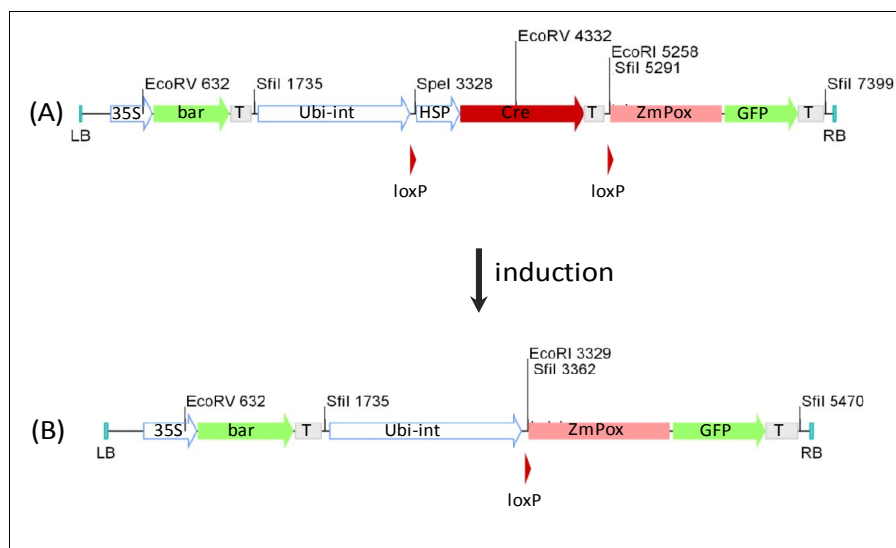 EcoRV 4332
EcoRI 5258
EcoRV 632 SfiI 1735 SpeI 3328 SfiI 5291 SfiI 7399
(A) 35S bar T Ubi-int HSP Cre T ZmPox GFP T
LB RB
loxP loxP
induction
EcoRI 3329
EcoRV 632 SfiI 1735 SfiI 3362 SfiI 5470
(B) 35S bar T Ubi-int ZmPox GFP T
LB RB
loxP